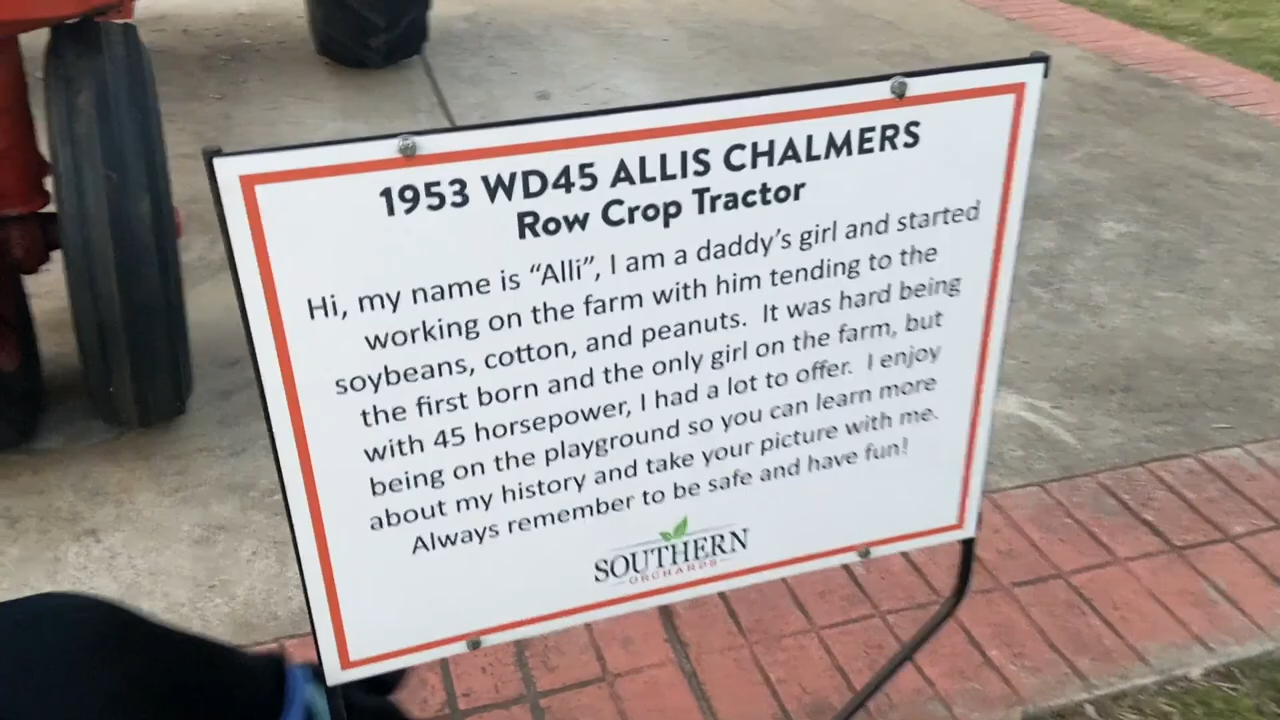 1953 WD45 ALLIS CHALMERS
Row Crop Tractor
Hi, my name is “Alli”, I am a daddy’s girl and started
working on the farm with him tending to the
soybeans, cotton, and peanuts. It was hard being
the first born and the only girl on the farm, but
with 45 horsepower, I had a lot to offer. I enjoy
being on the playground so you can learn more
about my history and take your picture with me.
Always remember to be safe and have fun!
SOUTHERN
ORCHARDS